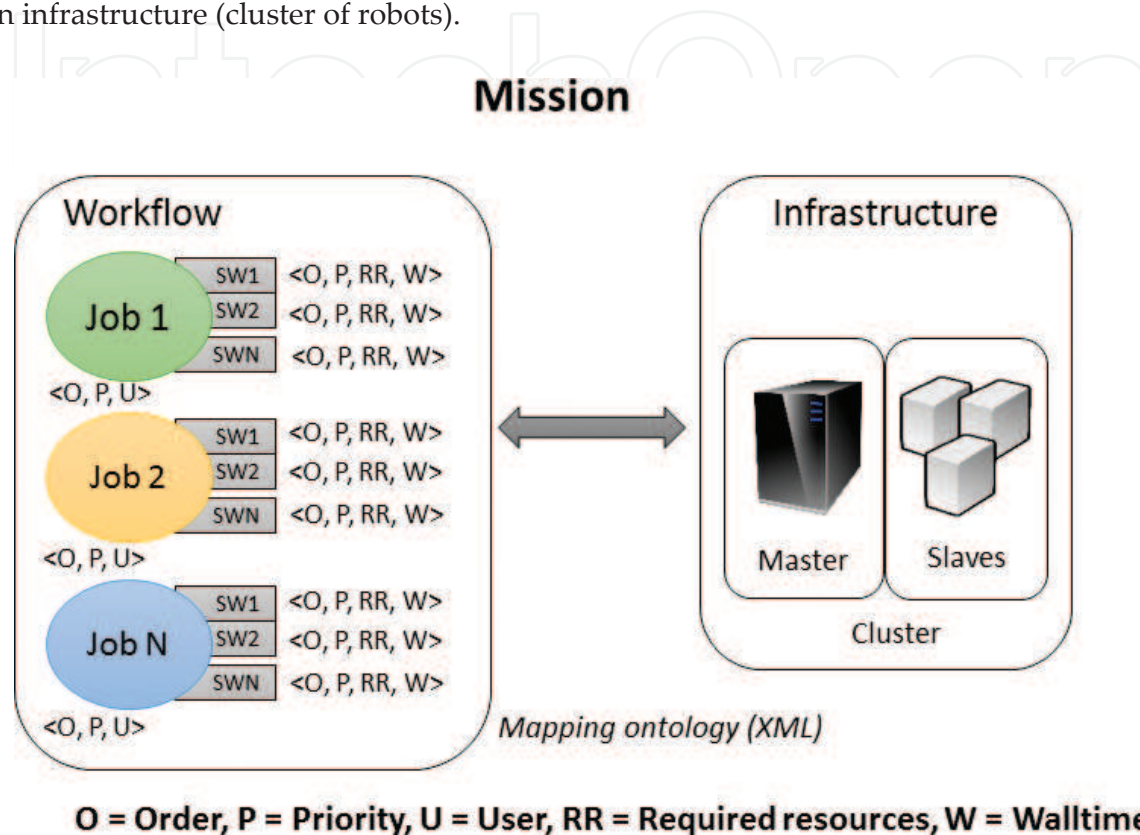 n infrastructure (cluster of robots).
IntechOpen
Mission
Workflow
Job 1
<O, P, U>
SW1 <O, P, RR, W>
SW2 <O, P, RR, W>
SWN <O, P, RR, W>
Job 2
<O, P, U>
SW1 <O, P, RR, W>
SW2 <O, P, RR, W>
SWN <O, P, RR, W>
Job N
<O, P, U>
SW1 <O, P, RR, W>
SW2 <O, P, RR, W>
SWN <O, P, RR, W>
Infrastructure
Master
Slaves
Cluster
Mapping ontology (XML)
O = Order, P = Priority, U = User, RR = Required resources, W = Walltime